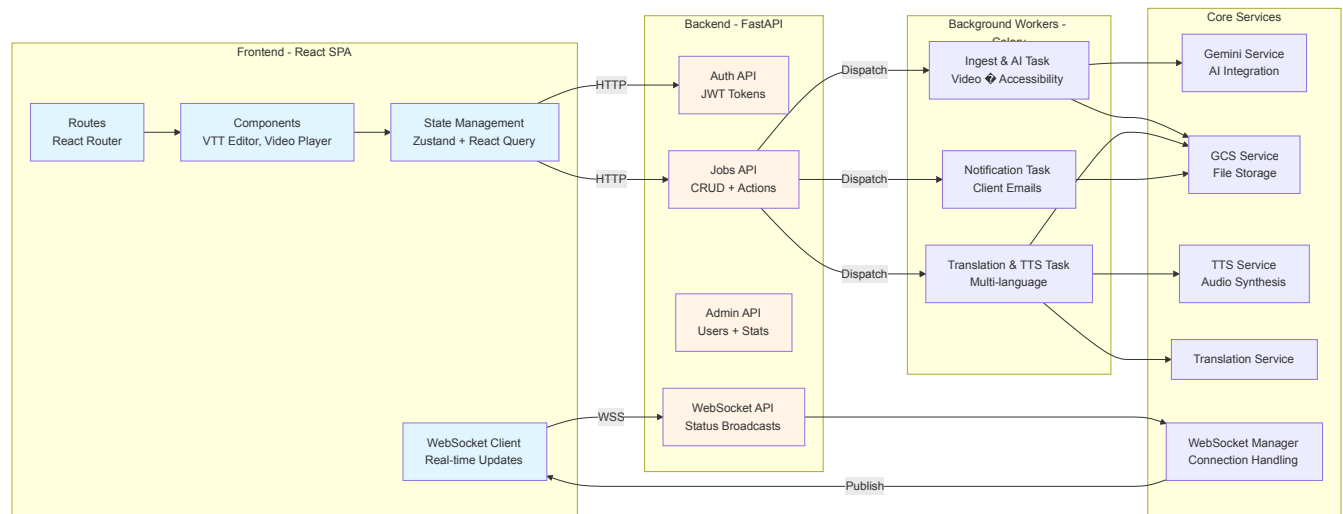 Frontend - React SPA
Routes
React Router
Components
VTT Editor, Video Player
State Management
Zustand + React Query
WebSocket Client
Real-time Updates
HTTP
HTTP
WSS
Backend - FastAPI
Auth API
JWT Tokens
Jobs API
CRUD + Actions
Admin API
Users + Stats
WebSocket API
Status Broadcasts
Dispatch
Dispatch
Dispatch
Publish
Background Workers -
Celery
Ingest & AI Task
Video � Accessibility
Notification Task
Client Emails
Translation & TTS Task
Multi-language
Core Services
Gemini Service
AI Integration
GCS Service
File Storage
TTS Service
Audio Synthesis
Translation Service
WebSocket Manager
Connection Handling